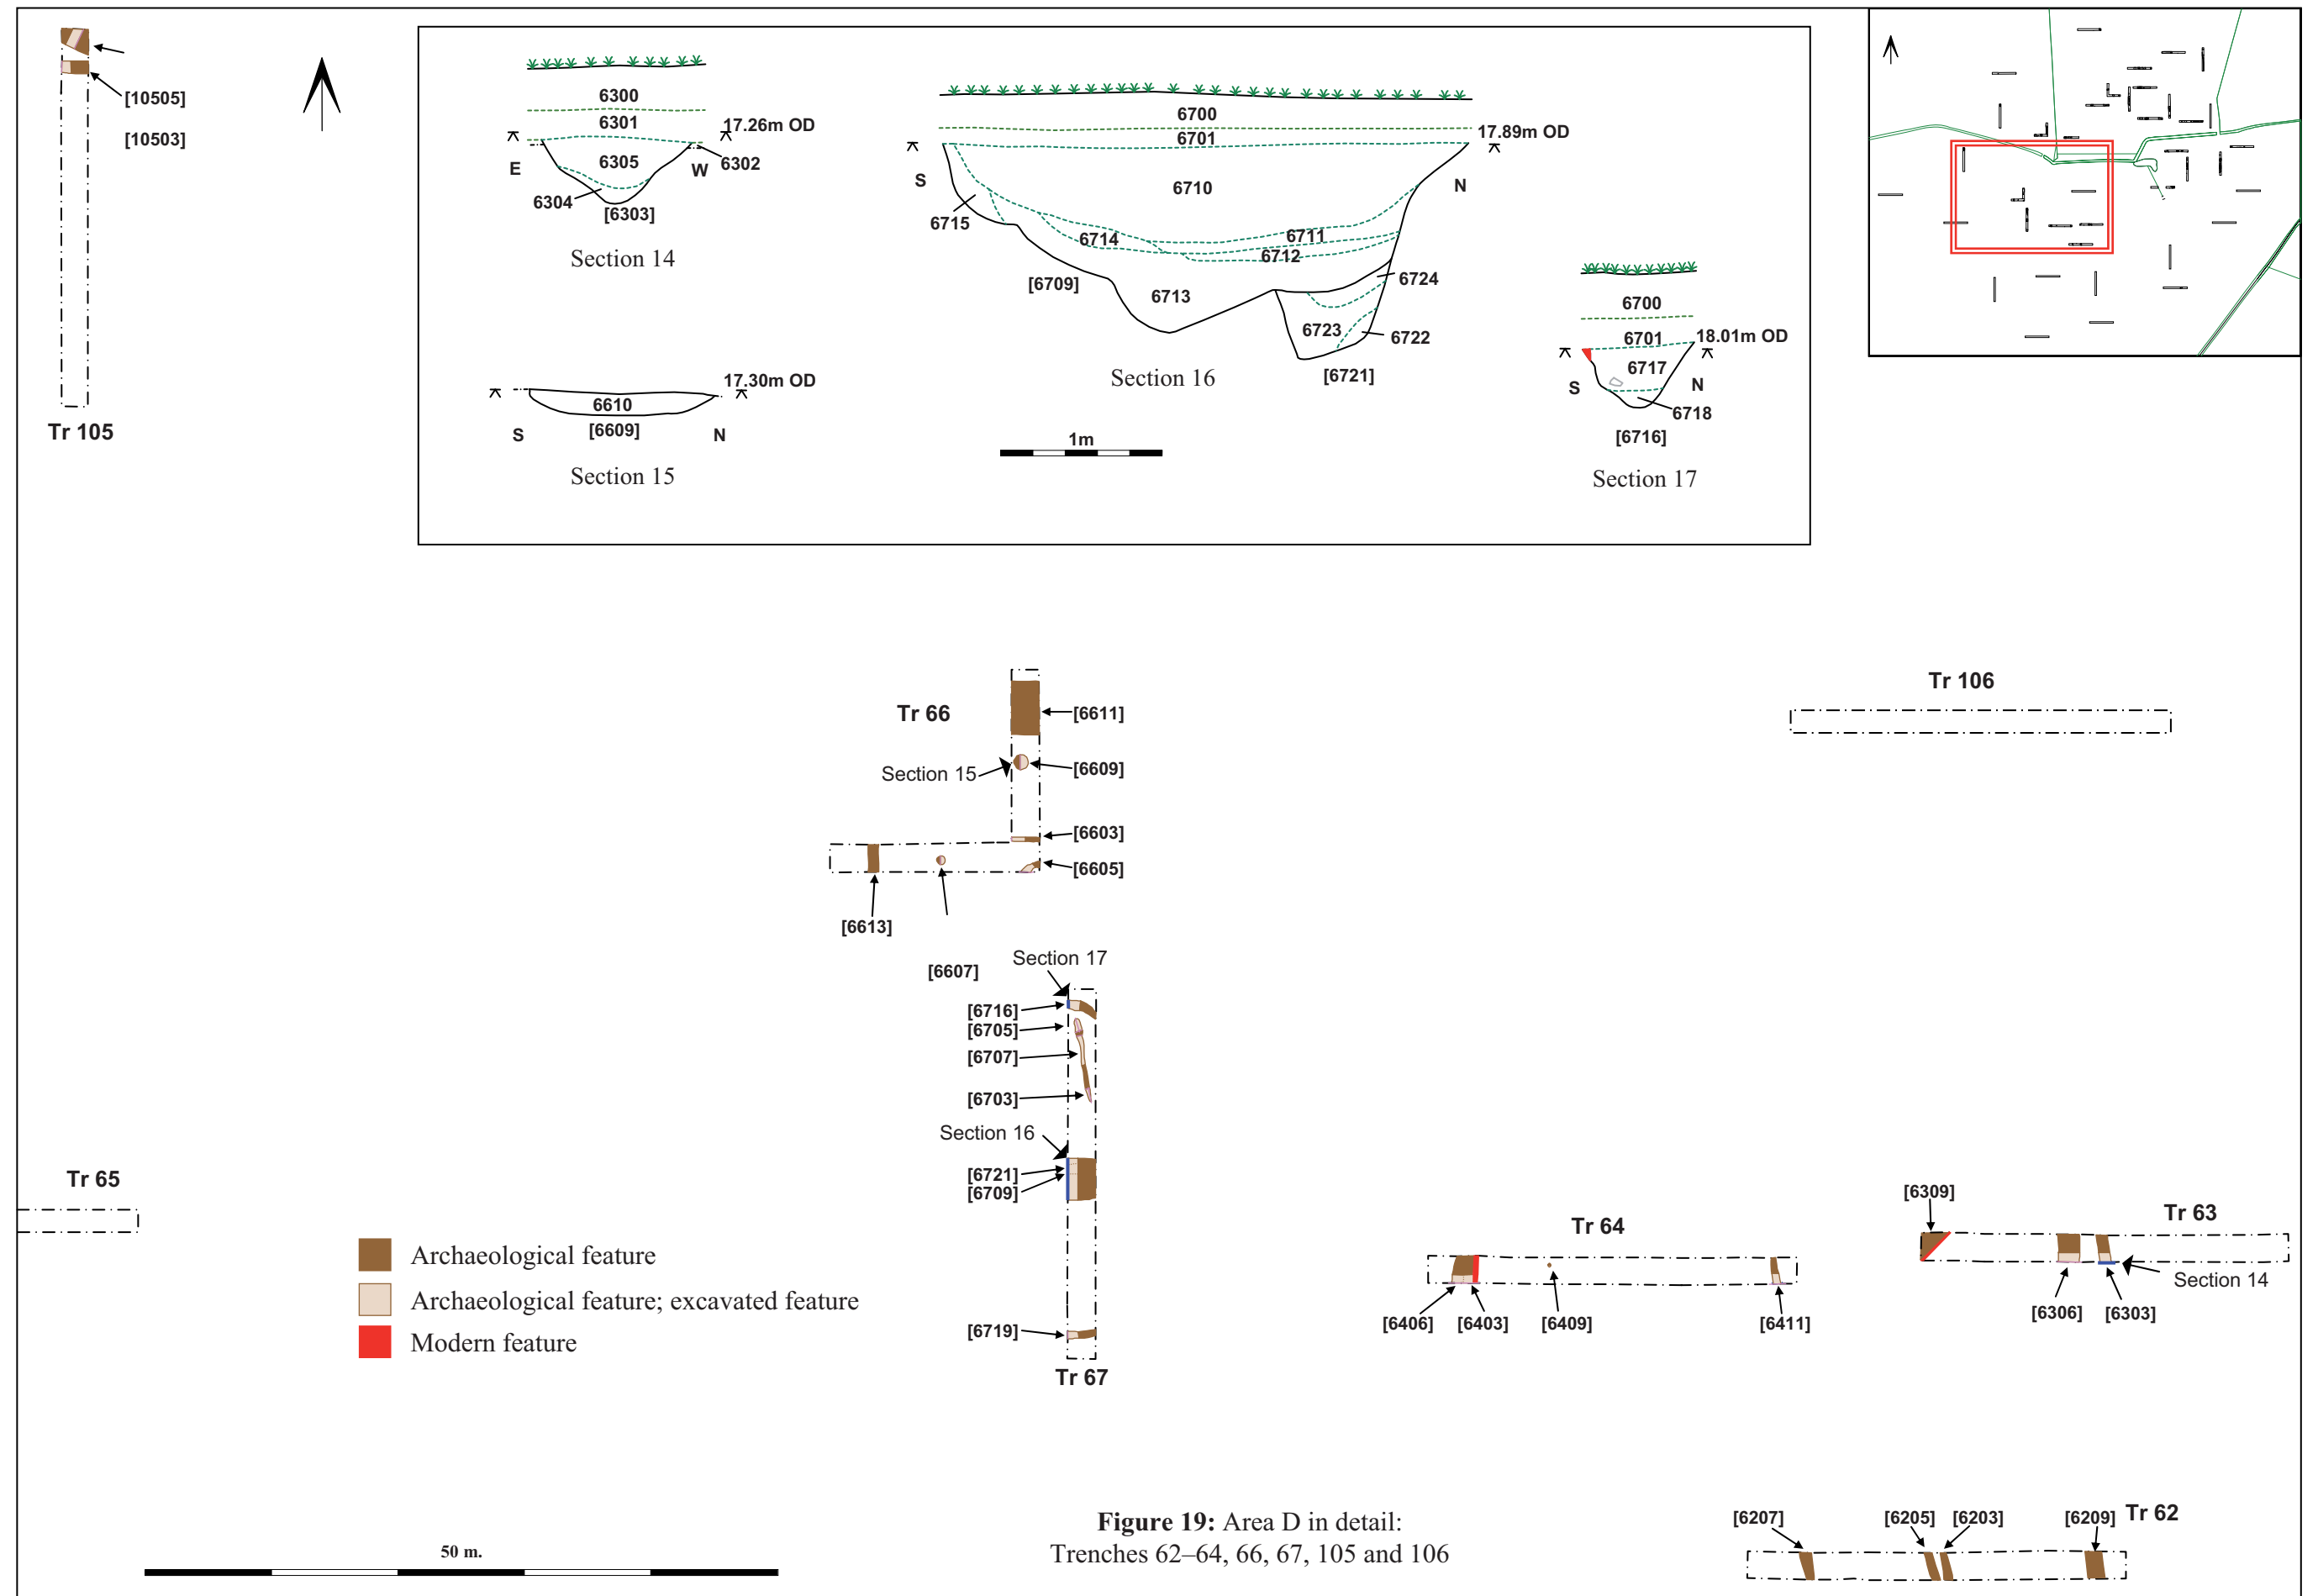 [10505]
[10503]
Tr 105
6300
6301
17.26m OD
6305
6302
E
W
6304
[6303]
Section 14
17.30m OD
6610
[6609]
S
N
Section 15
6700
17.89m OD
6701
S
N
6710
6715
6714
6711
6712
[6709]
6713
6724
6723
6722
[6721]
Section 16
1m
6700
6701
18.01m OD
6717
S
N
6718
[6716]
Section 17
Tr 66
[6611]
Section 15
[6609]
[6603]
[6605]
[6613]
[6607]
Tr 106
Section 17
[6716]
[6705]
[6707]
[6703]
Section 16
[6721]
[6709]
[6719]
Tr 67
Tr 65
Archaeological feature
Archaeological feature; excavated feature
Modern feature
Tr 64
[6406]
[6403]
[6409]
[6411]
[6309]
Tr 63
Section 14
[6306]
[6303]
[6207]
[6205]
[6203]
[6209]
Tr 62
50 m.
Figure 19: Area D in detail:
Trenches 62–64, 66, 67, 105 and 106